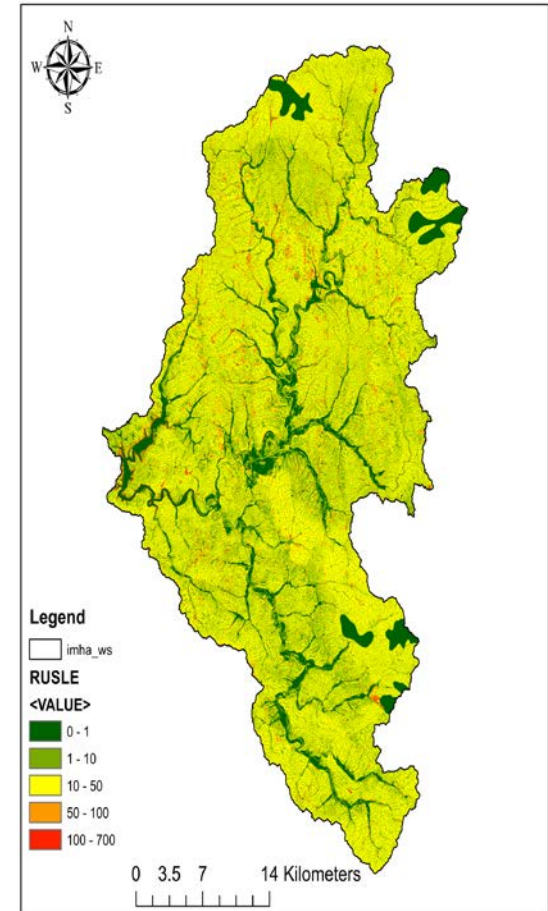 N
W E
S
Legend
imha_ws
RUSLE
<VALUE>
0 - 1
1 - 10
10 - 50
50 - 100
100 - 700
0 3.5 7 14 Kilometers